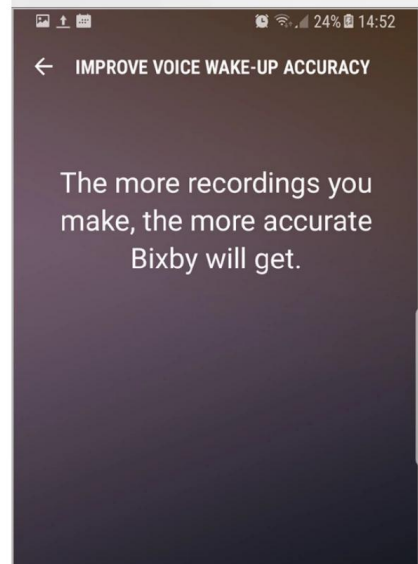 24% 14:52
← IMPROVE VOICE WAKE-UP ACCURACY
The more recordings you
make, the more accurate
Bixby will get.